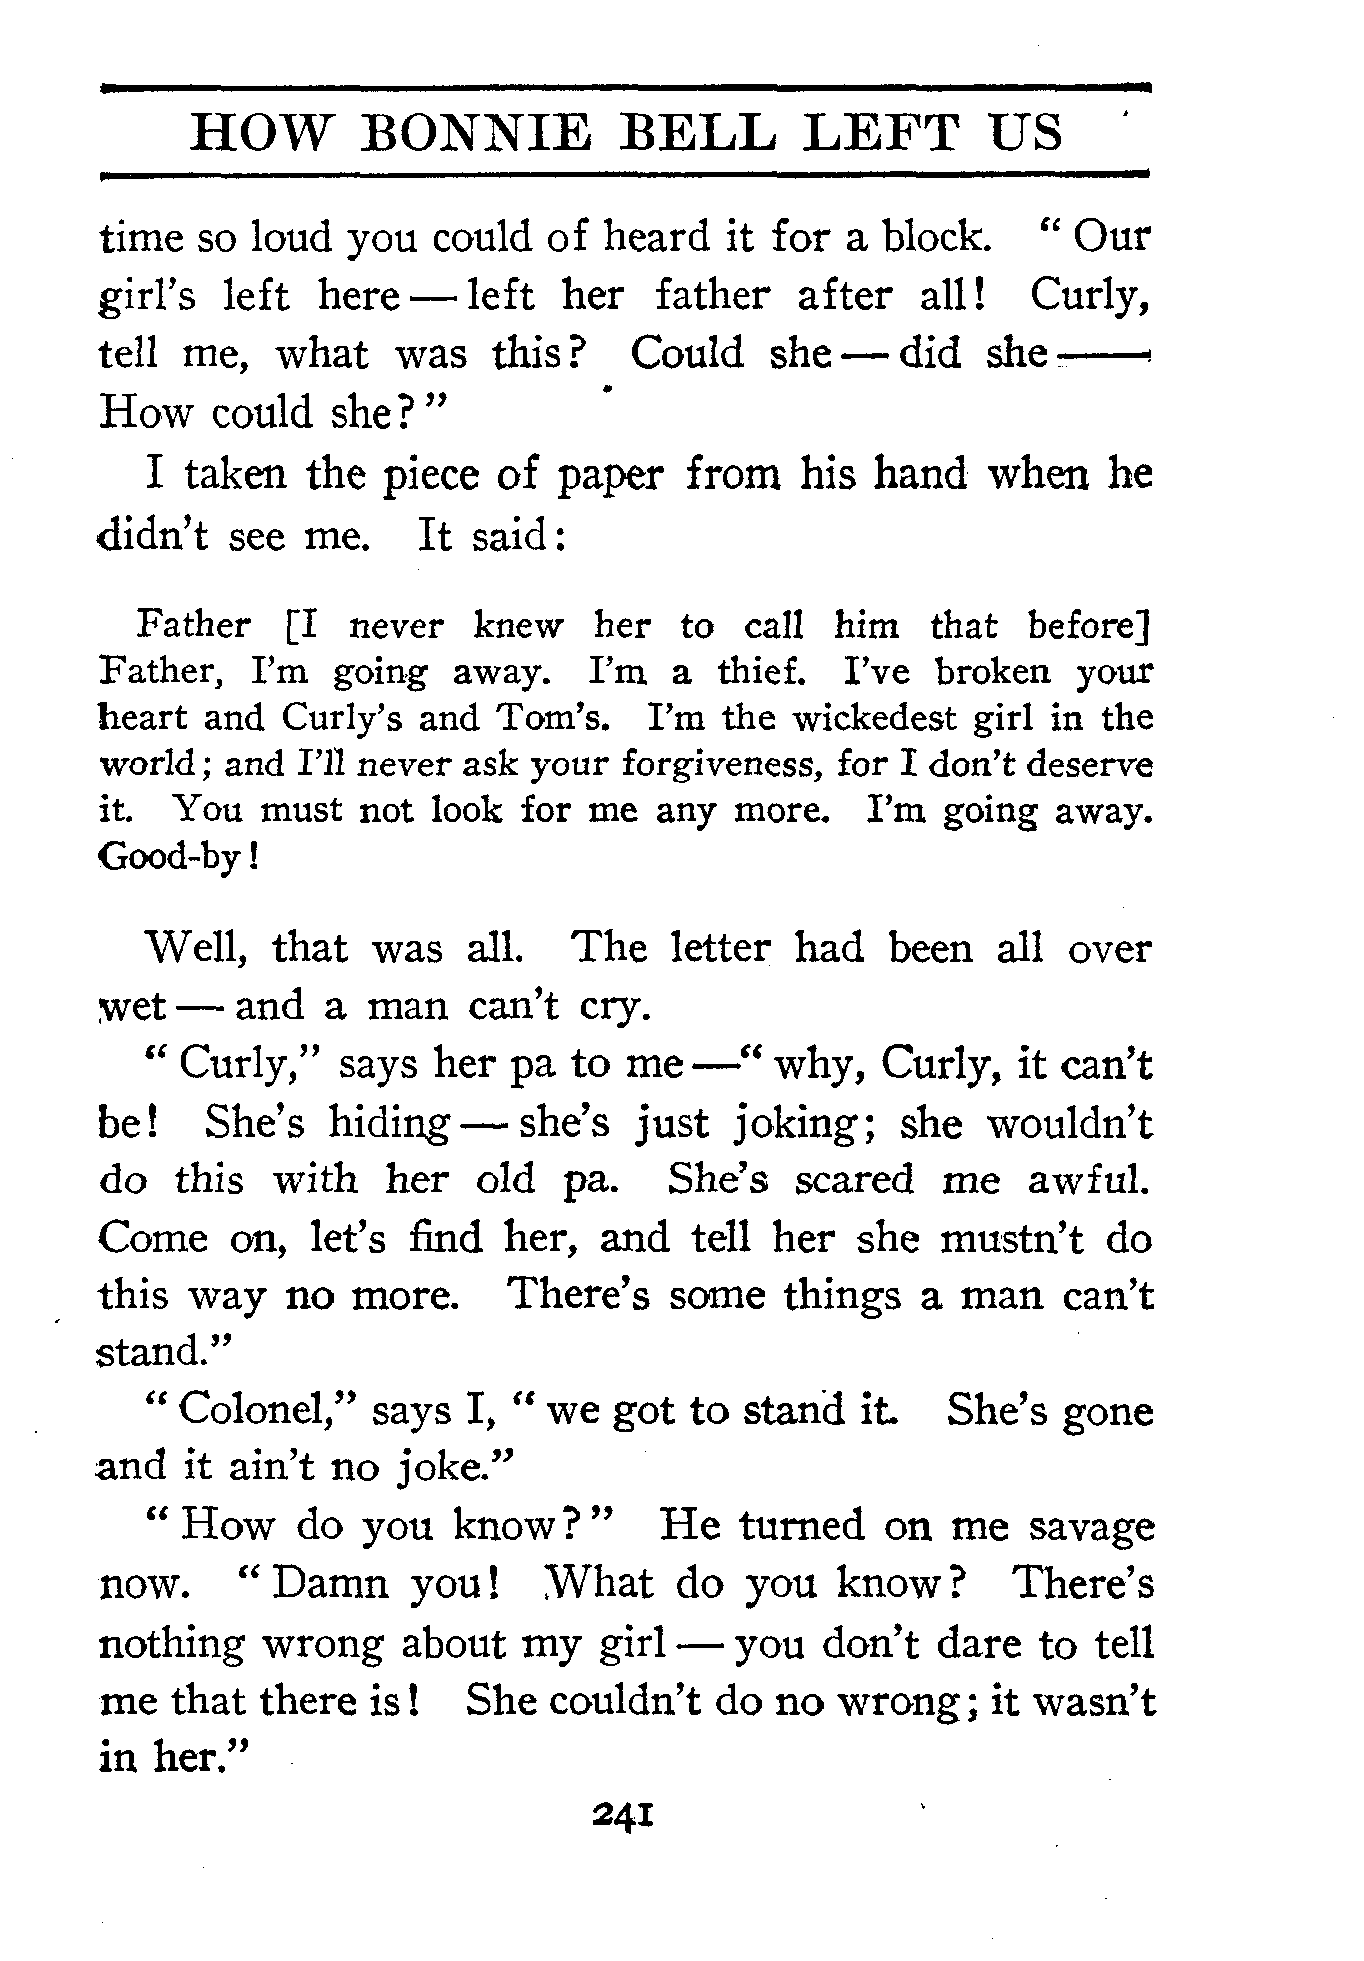 HOW BONNIE BELL LEFT US
time so loud you could of heard it for a block. “ Our
girl's left here — left her father after all! Curly,
tell me, what was this? Could she — did she ——
How could she? ”
I taken the piece of paper from his hand when he
didn't see me. It said:
Father [I never knew her to call him that before]
Father, I'm going away. I'm a thief. I've broken your
heart and Curly's and Tom's. I'm the wickedest girl in the
world; and I'll never ask your forgiveness, for I don't deserve
it. You must not look for me any more. I'm going away.
Good-by!
Well, that was all. The letter had been all over
wet — and a man can't cry.
“ Curly,” says her pa to me —“ why, Curly, it can't
be! She's hiding — she's just joking; she wouldn't
do this with her old pa. She's scared me awful.
Come on, let's find her, and tell her she mustn't do
this way no more. There's some things a man can't
stand.”
“ Colonel,” says I, “ we got to stand it. She's gone
and it ain't no joke.”
“ How do you know? ” He turned on me savage
now. “ Damn you! What do you know? There's
nothing wrong about my girl — you don't dare to tell
me that there is! She couldn't do no wrong; it wasn't
in her.”
241